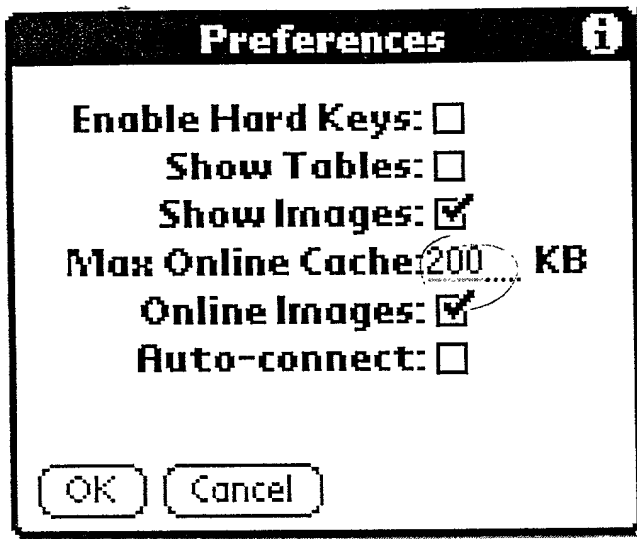 Preferences i
Enable Hard Keys:
Show Tables:
Show Images:
Max Online Cache:200 KB
Online Images:
Auto-connect:
OK Cancel